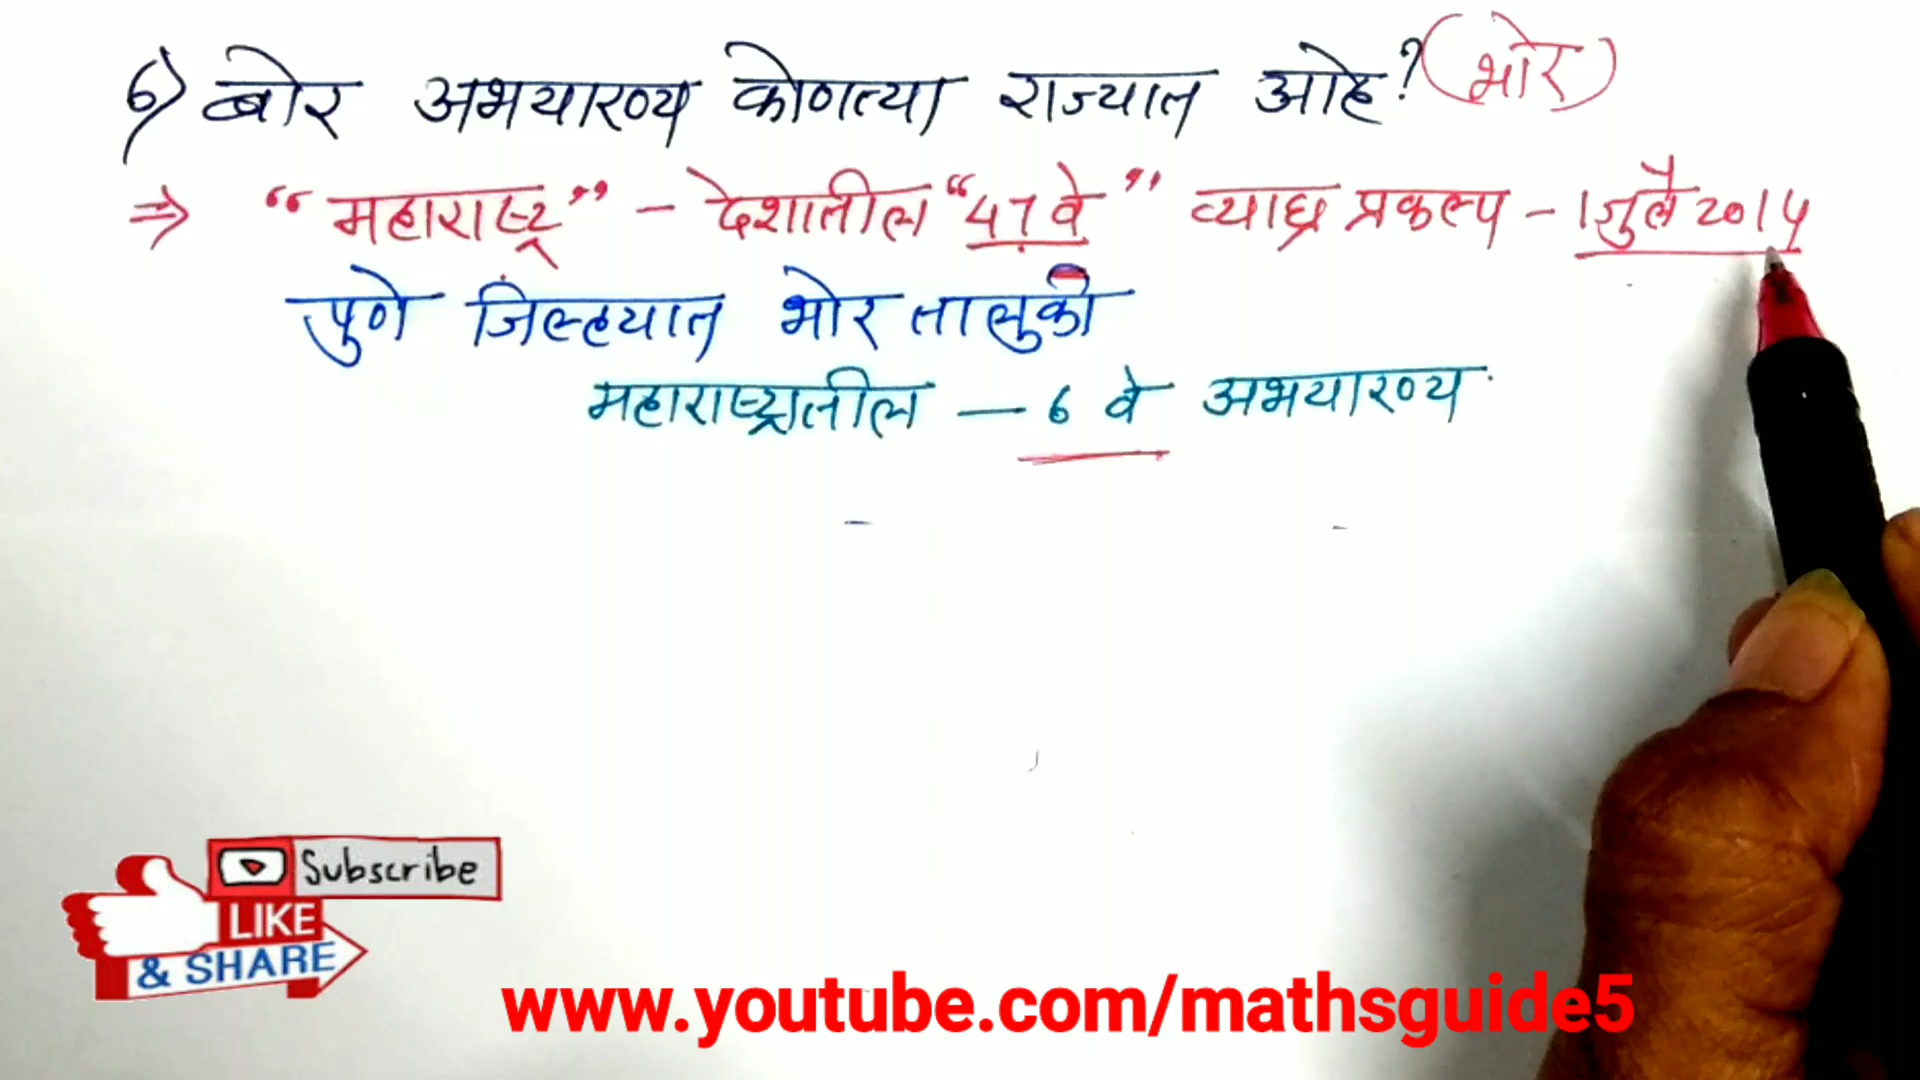 6) बोर अभयारण्य कोणत्या राज्यात आहे? (भोर)
⇒ “महाराष्ट्र” - देशातील “47 वे” व्याघ्र प्रकल्प - 1 जुलै 2014
पुणे जिल्ह्यात भोर तालुकी
महाराष्ट्रातील — 6 वे अभयारण्य
Subscribe
LIKE
& SHARE
www.youtube.com/mathsguide5